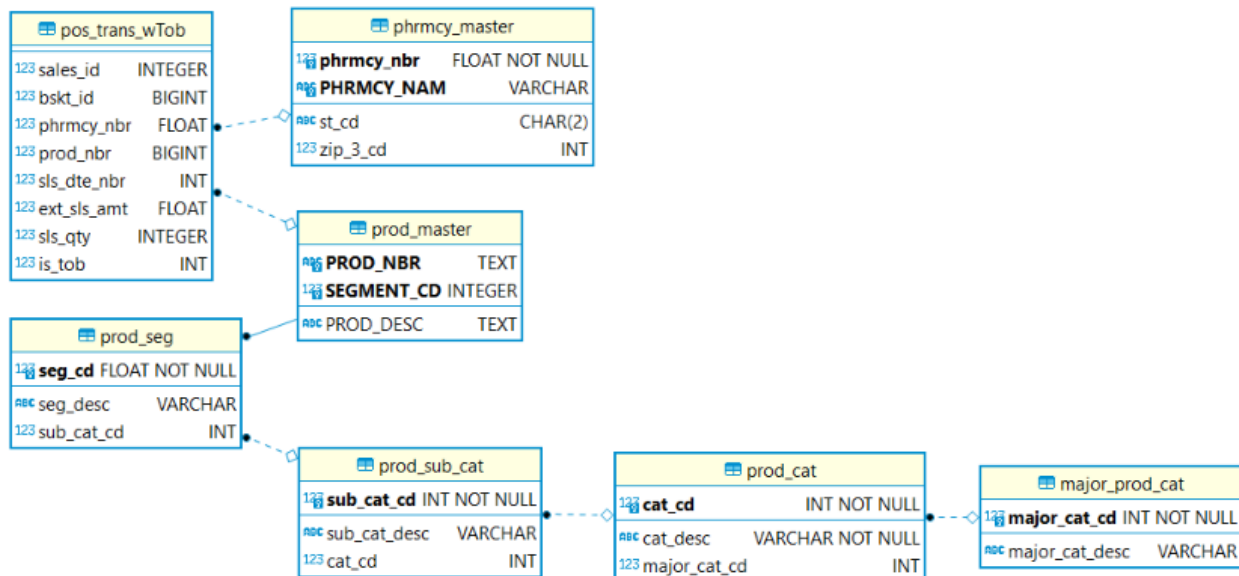 pos_trans_wTob
123 sales_id INTEGER
123 bskt_id BIGINT
123 phrmcy_nbr FLOAT
123 prod_nbr BIGINT
123 sls_dte_nbr INT
123 ext_sls_amt FLOAT
123 sls_qty INTEGER
123 is_tob INT
phrmcy_master
123 phrmcy_nbr FLOAT NOT NULL
ABC PHRMCY_NAM VARCHAR
ABC st_cd CHAR(2)
123 zip_3_cd INT
prod_master
ABC PROD_NBR TEXT
123 SEGMENT_CD INTEGER
ABC PROD_DESC TEXT
prod_seg
123 seg_cd FLOAT NOT NULL
ABC seg_desc VARCHAR
123 sub_cat_cd INT
prod_sub_cat
123 sub_cat_cd INT NOT NULL
ABC sub_cat_desc VARCHAR
123 cat_cd INT
prod_cat
123 cat_cd INT NOT NULL
ABC cat_desc VARCHAR NOT NULL
123 major_cat_cd INT
major_prod_cat
123 major_cat_cd INT NOT NULL
ABC major_cat_desc VARCHAR